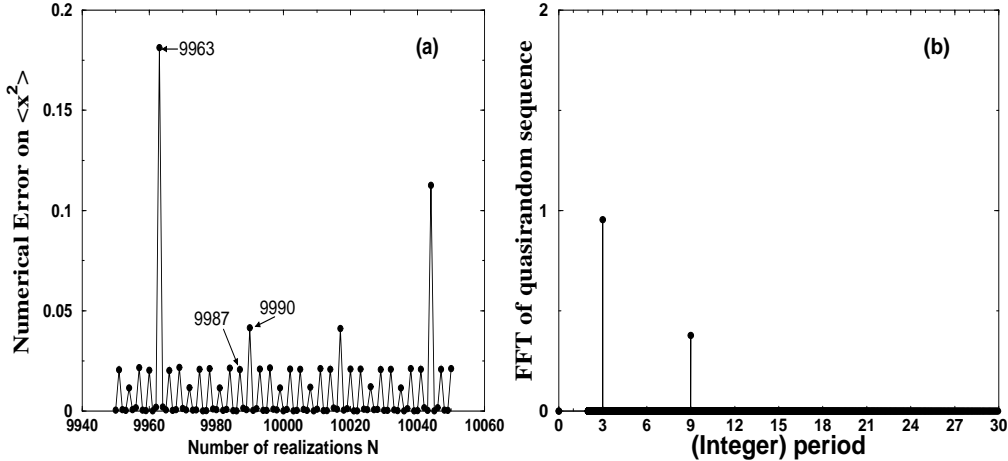 (a)
Numerical Error on <x²>
0.2
0.15
0.1
0.05
0
9963
9987
9990
9940 9960 9980 10000 10020 10040 10060
Number of realizations N
(b)
FFT of quasirandom sequence
2
1
0
0 3 6 9 12 15 18 21 24 27 30
(Integer) period